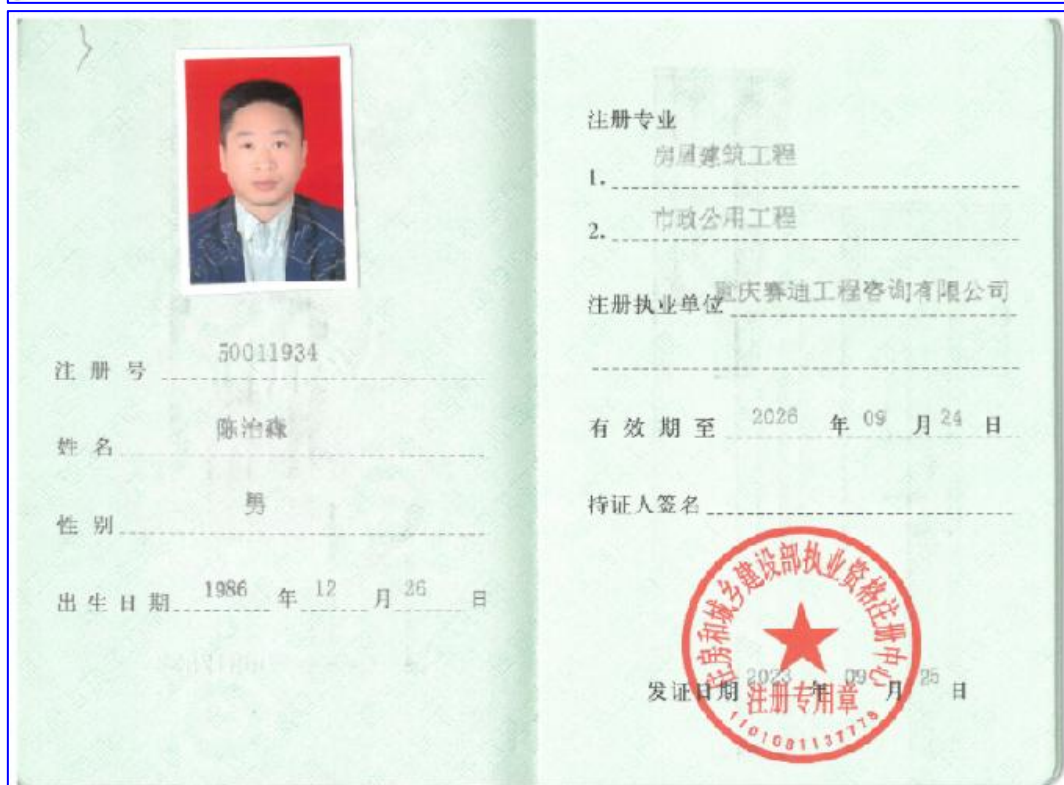 注册号 50011934
姓名 陈治森
性别 男
出生日期 1986 年 12 月 26 日
注册专业
1. 房屋建筑工程
2. 市政公用工程
注册执业单位 重庆赛迪工程咨询有限公司
有效期至 2026 年 09 月 24 日
持证人签名
住房和城乡建设部执业资格注册中心
发证日期 2023 年 09 月 25 日
注册专用章